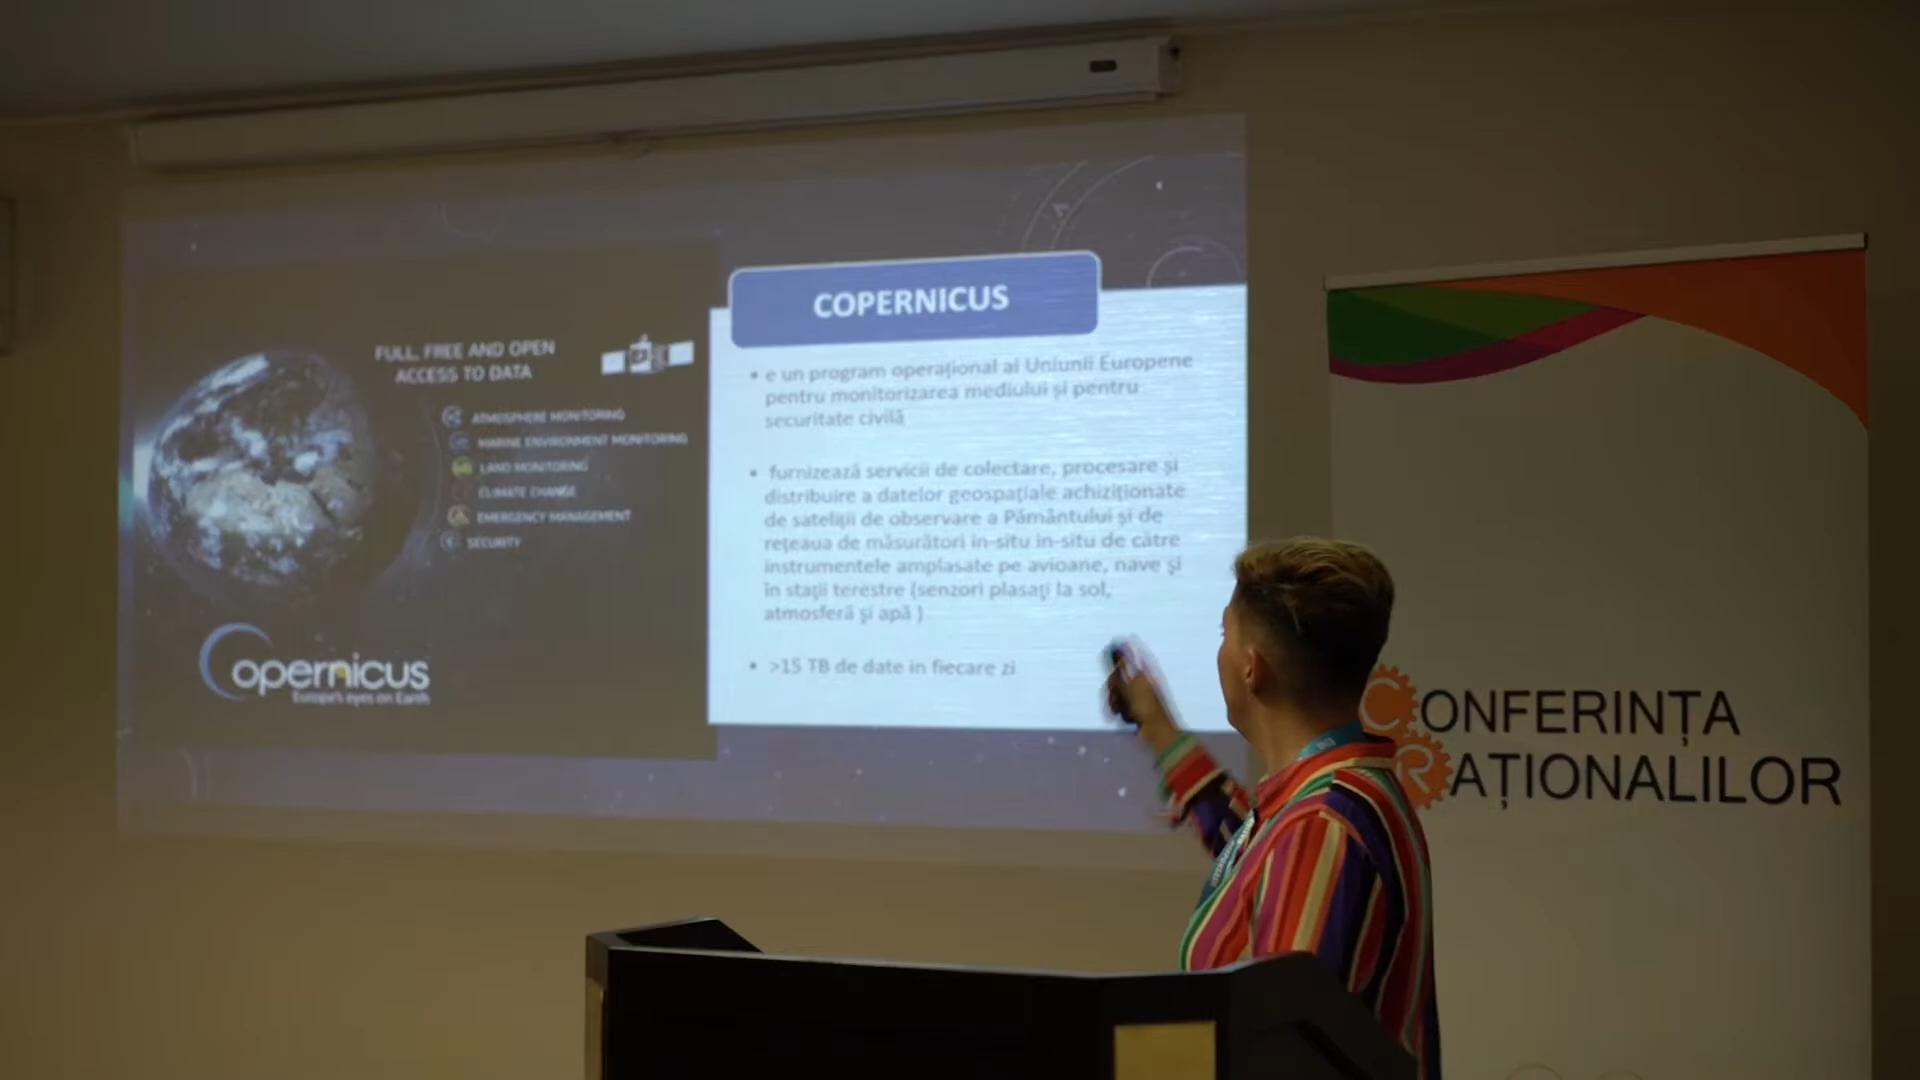 FULL, FREE AND OPEN
ACCESS TO DATA
ATMOSPHERE MONITORING
MARINE ENVIRONMENT MONITORING
LAND MONITORING
CLIMATE CHANGE
EMERGENCY MANAGEMENT
SECURITY
Copernicus
Europe's eyes on Earth
COPERNICUS
• e un program operațional al Uniunii Europene
pentru monitorizarea mediului și pentru
securitate civilă
• furnizează servicii de colectare, procesare și
distribuire a datelor geospațiale achiziționate
de sateliții de observare a Pământului și de
rețeaua de măsurători in-situ in-situ de către
instrumentele amplasate pe avioane, nave și
în stații terestre (senzori plasați la sol,
atmosferă și apă )
• >15 TB de date in fiecare zi
CONFERINȚA
RAȚIONALILOR